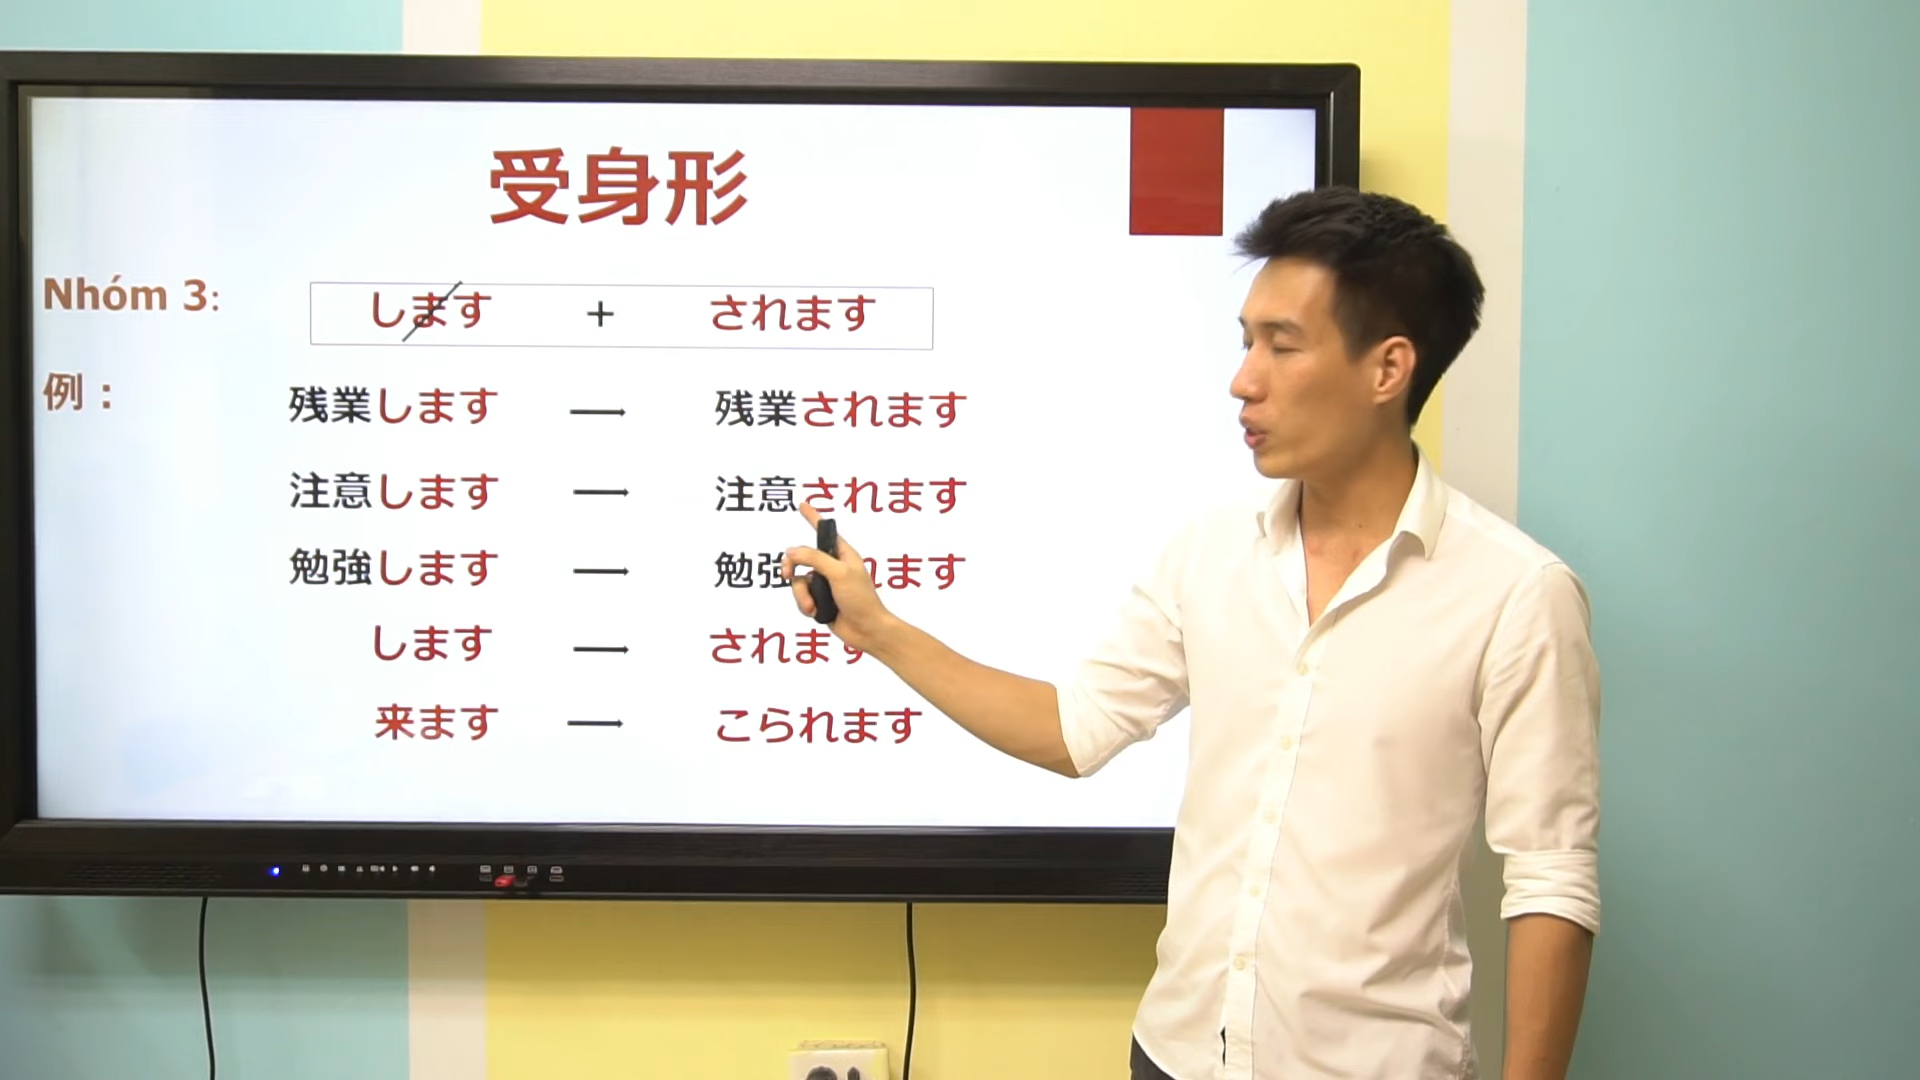 受身形
Nhóm 3:
します + されます
例：
残業します → 残業されます
注意します → 注意されます
勉強します → 勉強 れます
します → されます
来ます → こられます